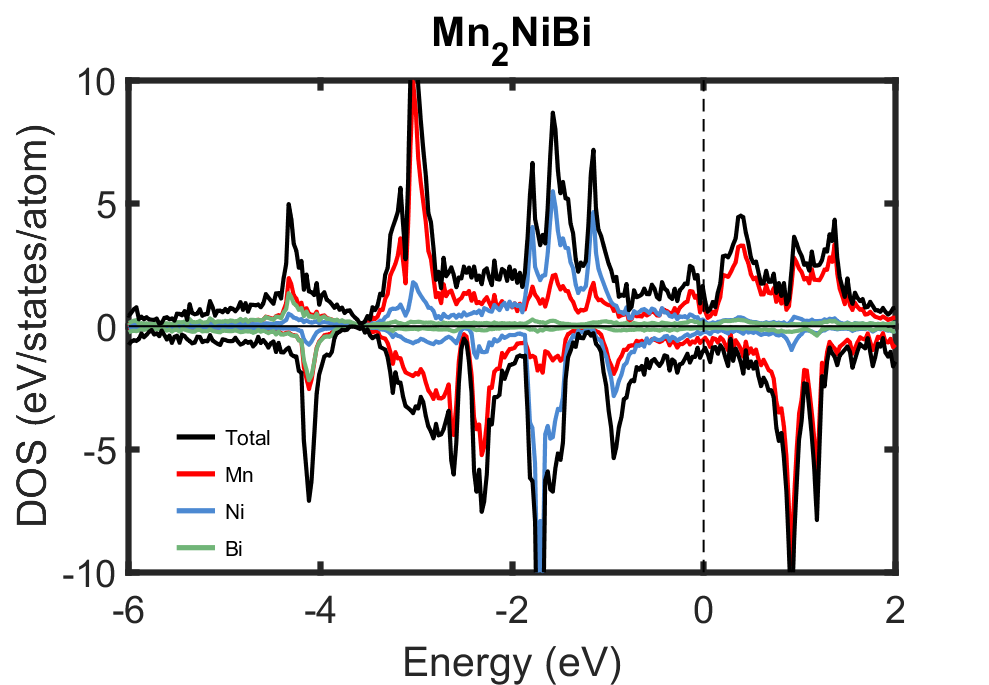 Mn2NiBi
DOS (eV/states/atom)
10
5
0
-5
-10
Total
Mn
Ni
Bi
-6
-4
-2
0
2
Energy (eV)